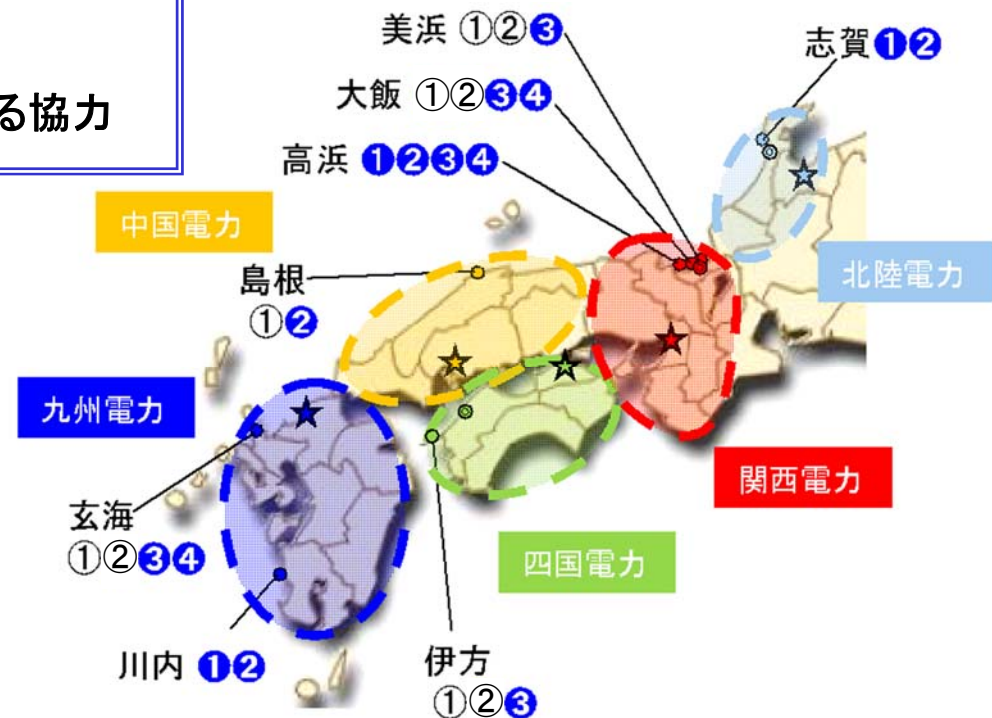 る協力
美浜 ①②❸
志賀❶❷
大飯 ①②❸❹
高浜 ❶❷❸❹
中国電力
北陸電力
島根
①❷
九州電力
関西電力
玄海
①②❸❹
四国電力
川内 ❶❷
伊方
①②❸